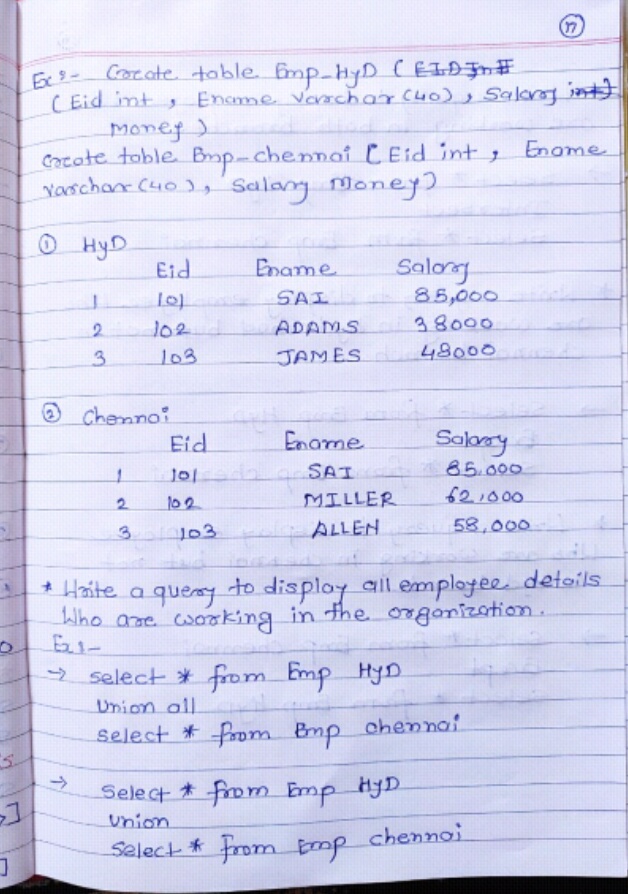 17
Ex :- Create table Emp_HyD (
( Eid int , Ename Varchar (40) , Salary int)
Money )
Create table Emp-chennai ( Eid int , Ename
varchar (40) , Salary Money)
① HyD
Eid Ename Salary
1 101 SAI 85,000
2 102 ADAMS 38000
3 103 JAMES 48000
② Chennai
Eid Ename Salary
1 101 SAI 85,000
2 102 MILLER 62,000
3 103 ALLEN 58,000
* Write a query to display all employee details
Who are working in the organization.
Ex :-
→ select * from Emp HyD
Union all
select * from Emp chennai
→ Select * from Emp HyD
union
Select * from Emp chennai